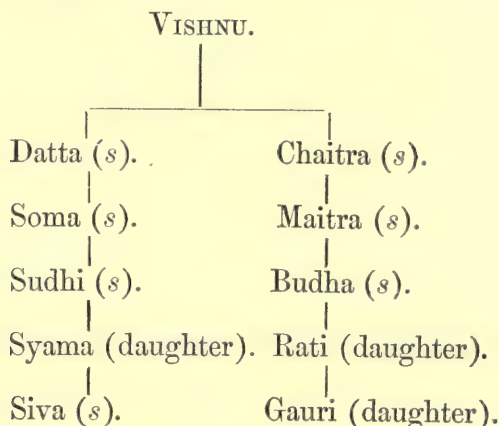 VISHNU.
Datta (s). Chaitra (s).
Soma (s). Maitra (s).
Sudhi (s). Budha (s).
Syama (daughter). Rati (daughter).
Siva (s). Gauri (daughter).